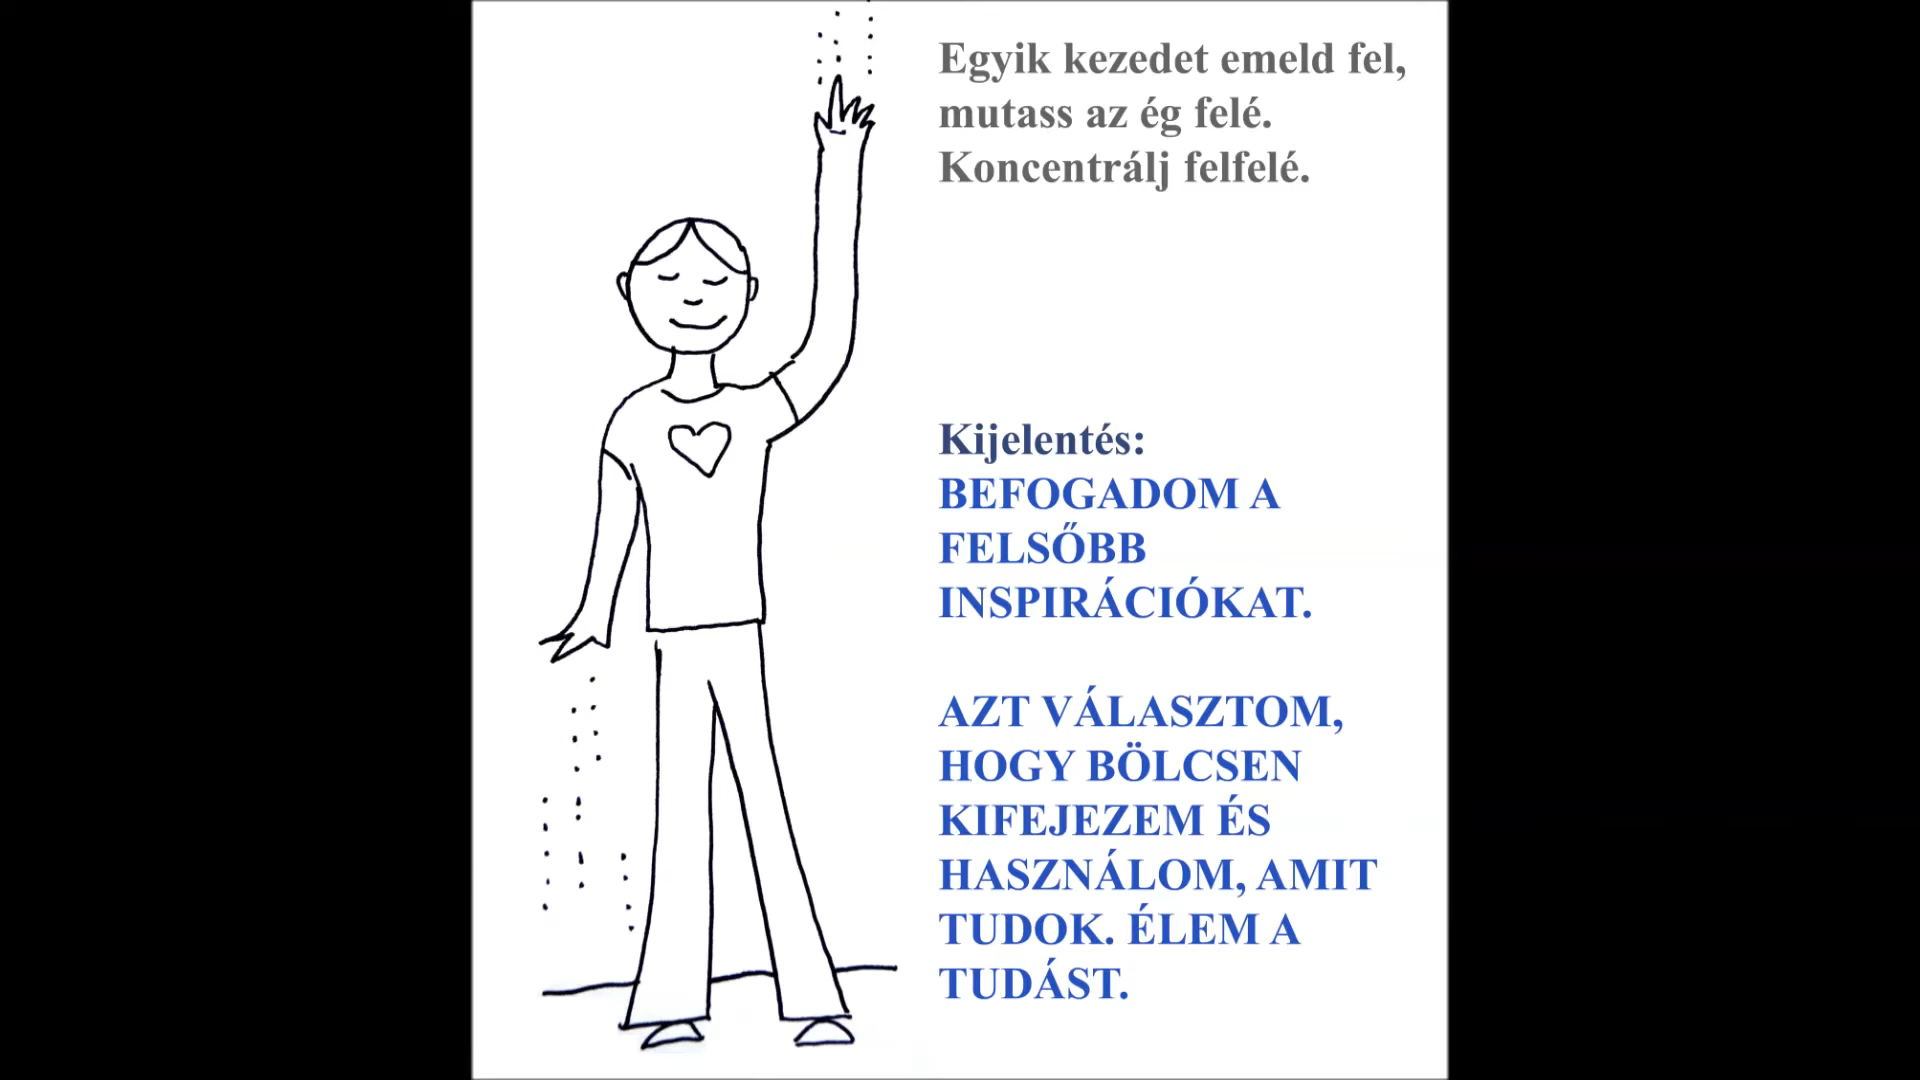 Egyik kezedet emeld fel,
mutass az ég felé.
Koncentrálj felfelé.
Kijelentés:
BEFOGADOM A
FELSŐBB
INSPIRÁCIÓKAT.
AZT VÁLASZTOM,
HOGY BÖLCSEN
KIFEJEZEM ÉS
HASZNÁLOM, AMIT
TUDOK. ÉLEM A
TUDÁST.